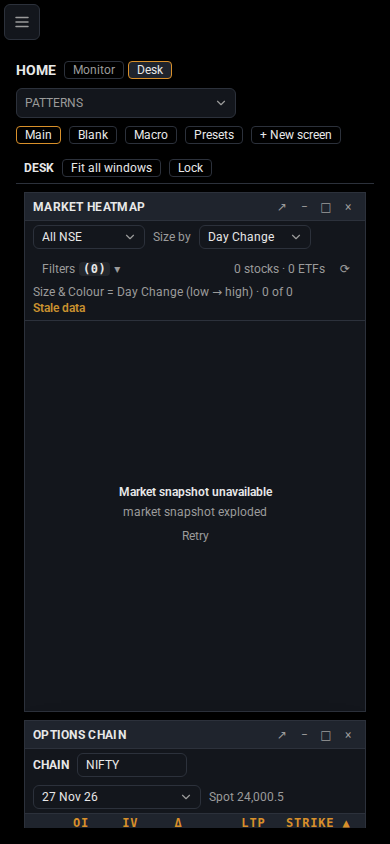 HOME Monitor Desk
PATTERNS
Main Blank Macro Presets + New screen
DESK Fit all windows Lock
MARKET HEATMAP ↗ − □ ×
All NSE Size by Day Change
Filters (0) ▾ 0 stocks · 0 ETFs ⟳
Size & Colour = Day Change (low → high) · 0 of 0
Stale data
Market snapshot unavailable
market snapshot exploded
Retry
OPTIONS CHAIN ↗ − □ ×
CHAIN NIFTY
27 Nov 26 Spot 24,000.5
OI IV Δ LTP STRIKE ▲